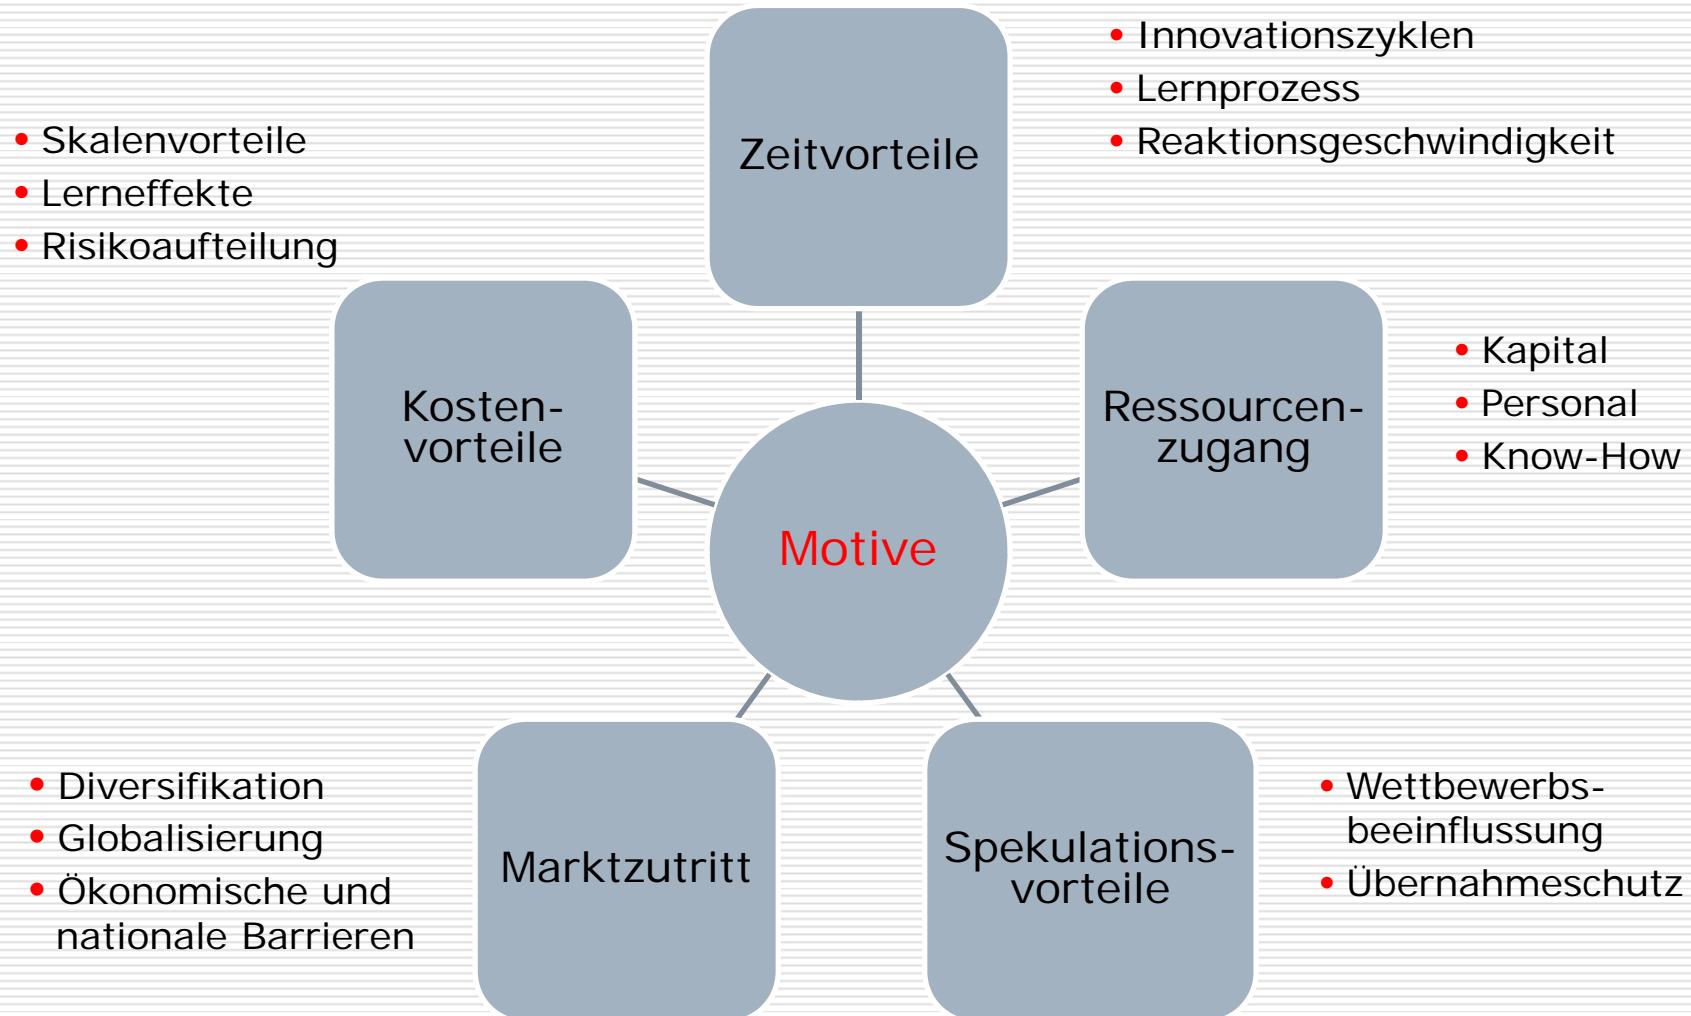 Zeitvorteile
• Innovationszyklen
• Lernprozess
• Reaktionsgeschwindigkeit
• Skalenvorteile
• Lerneffekte
• Risikoaufteilung
Kosten-
vorteile
Ressourcen-
zugang
• Kapital
• Personal
• Know-How
Motive
• Diversifikation
• Globalisierung
• Ökonomische und
nationale Barrieren
Marktzutritt
Spekulations-
vorteile
• Wettbewerbs-
beeinflussung
• Übernahmeschutz